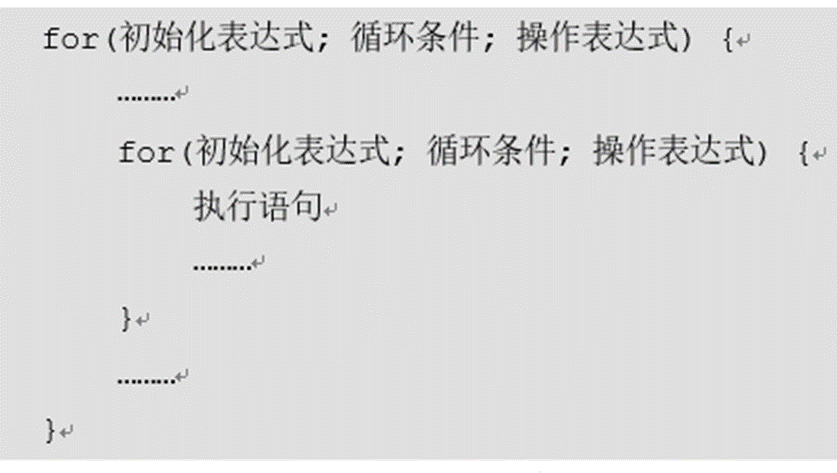 for(初始化表达式; 循环条件; 操作表达式) {↵
………↵
for(初始化表达式; 循环条件; 操作表达式) {↵
执行语句↵
………↵
}↵
………↵
}↵